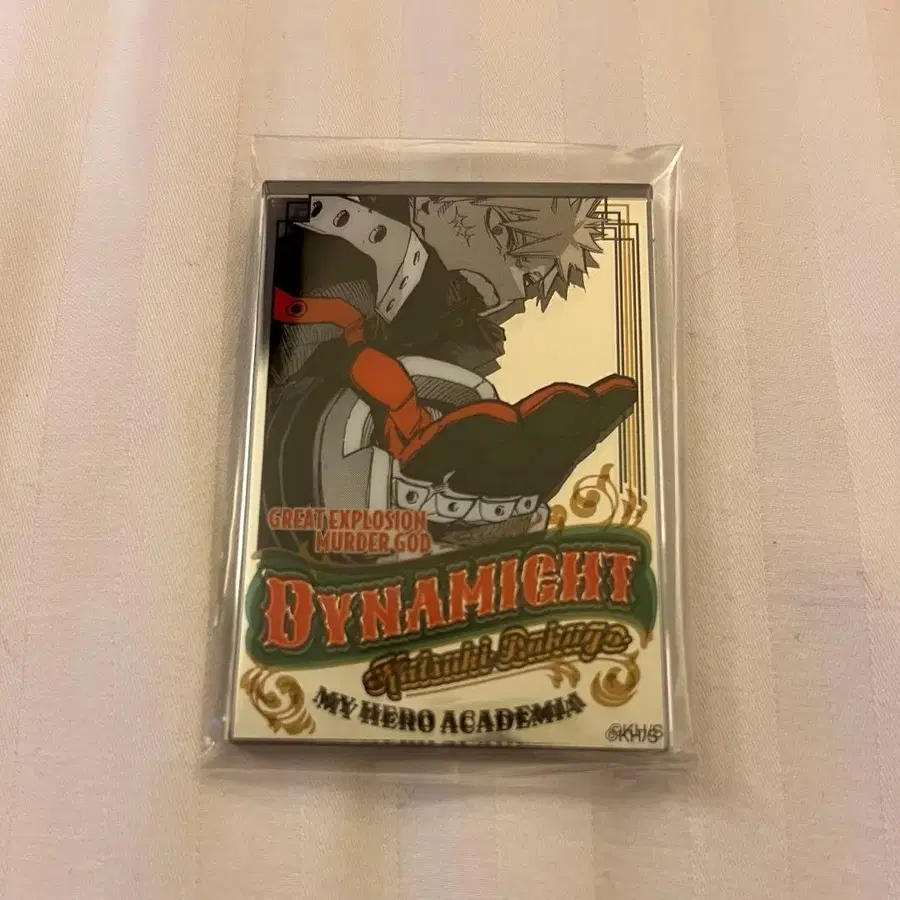 GREAT EXPLOSION
MURDER GOD
DYNAMIGHT
Katsuki Bakugo
MY HERO ACADEMIA
©KH/S